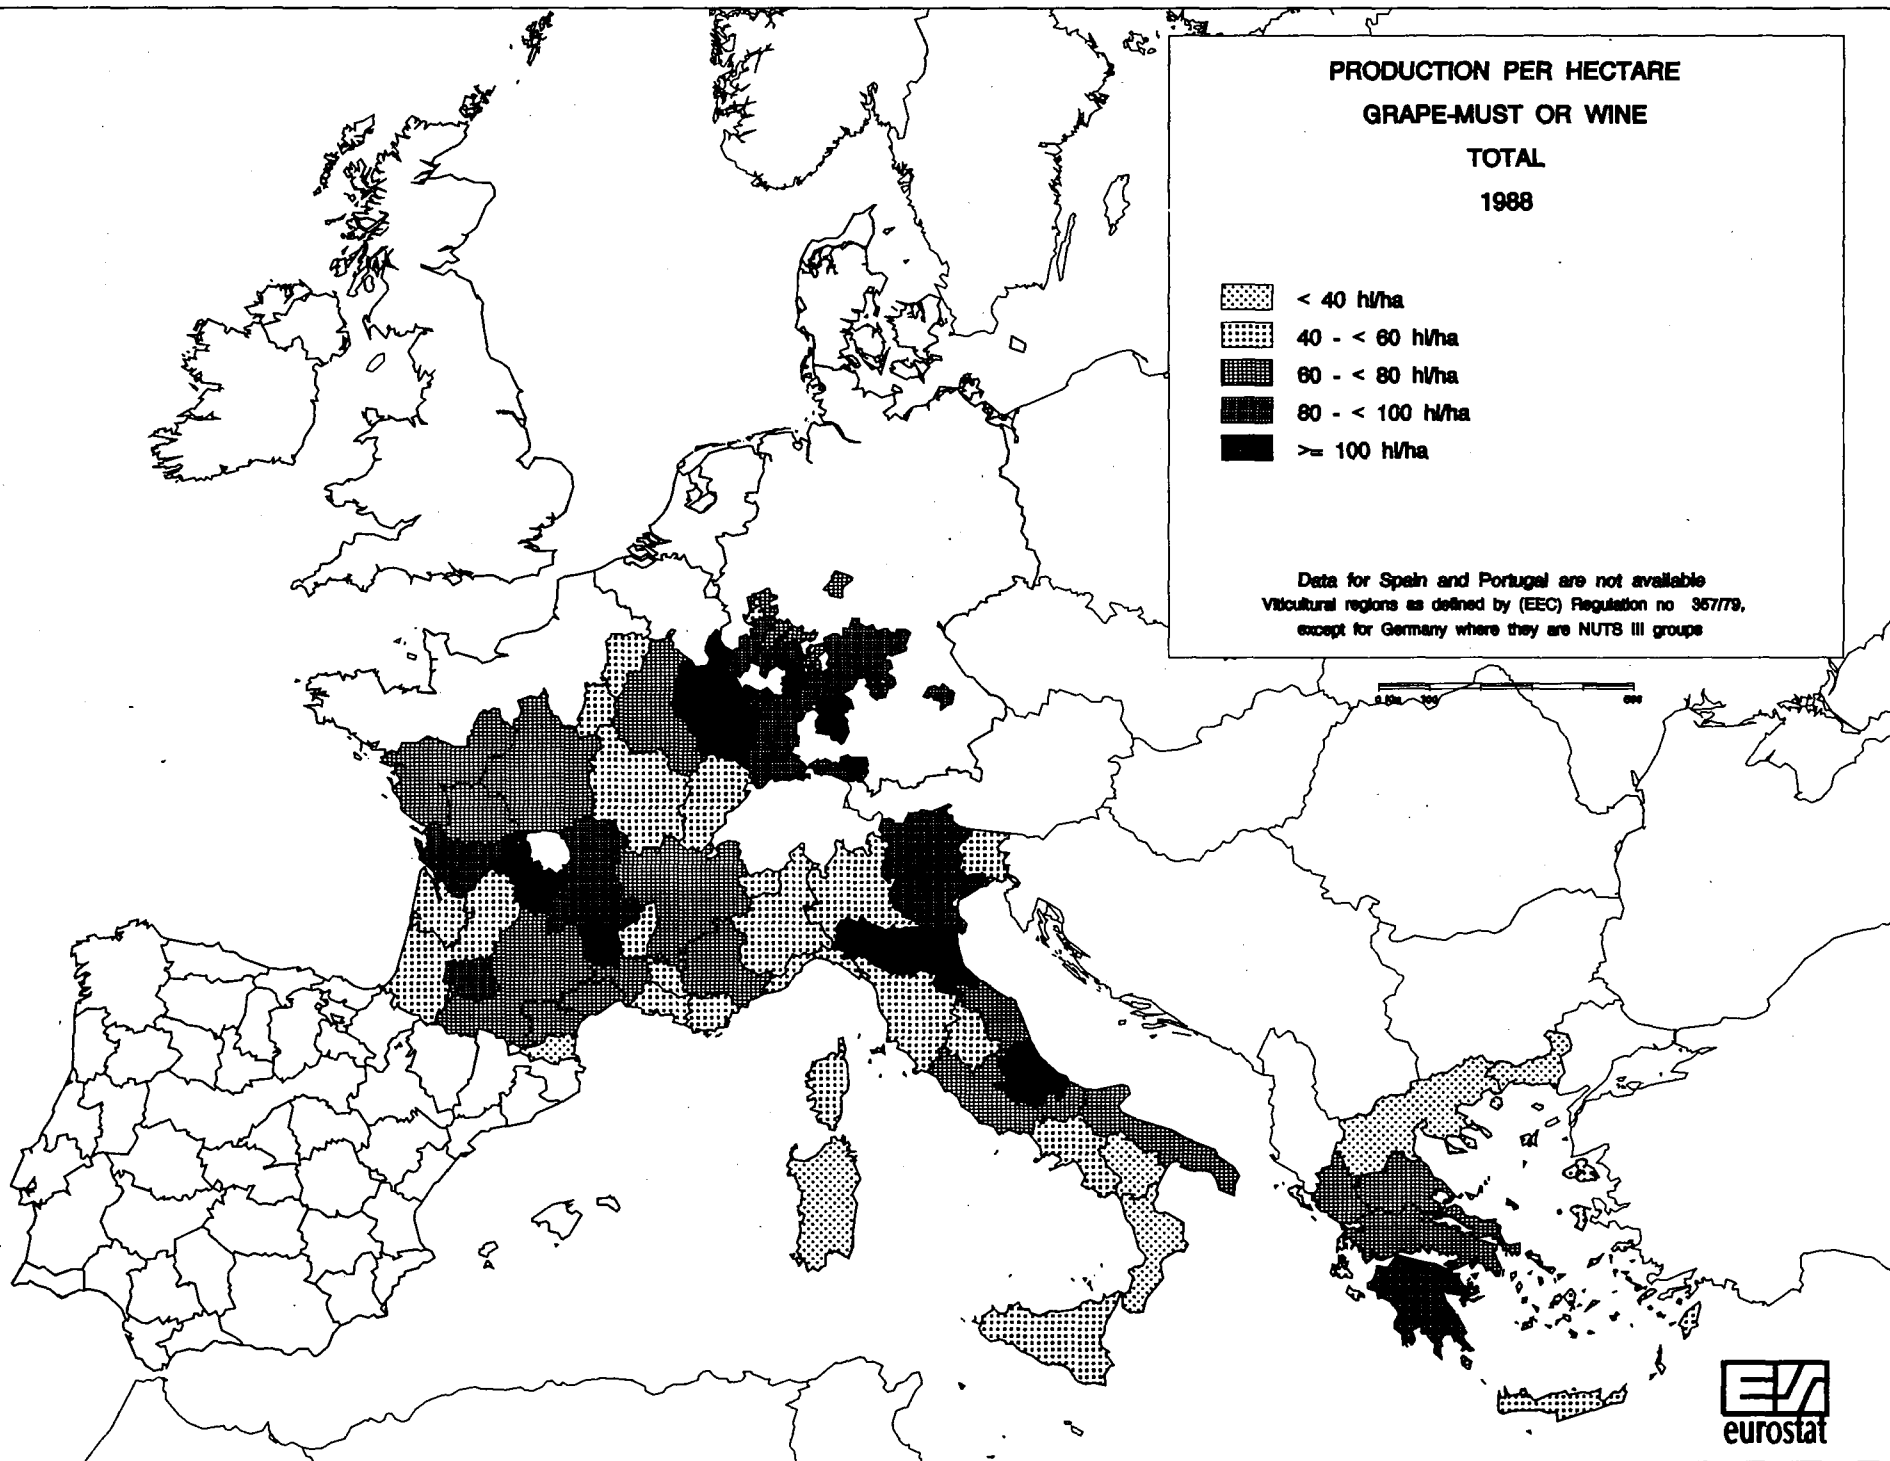 PRODUCTION PER HECTARE
GRAPE-MUST OR WINE
TOTAL
1988
< 40 hl/ha
40 - < 60 hl/ha
60 - < 80 hl/ha
80 - < 100 hl/ha
>= 100 hl/ha
Data for Spain and Portugal are not available
Viticultural regions as defined by (EEC) Regulation no 357/79,
except for Germany where they are NUTS III groups
eurostat